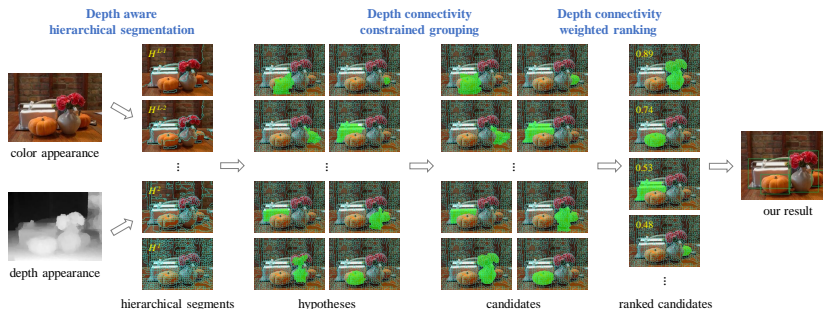 Depth aware
hierarchical segmentation
Depth connectivity
constrained grouping
Depth connectivity
weighted ranking
color appearance
depth appearance
H^{L-1}
H^{L-2}
...
H^2
H^1
hierarchical segments
...
hypotheses
...
candidates
0.89
0.74
0.53
0.48
...
ranked candidates
our result